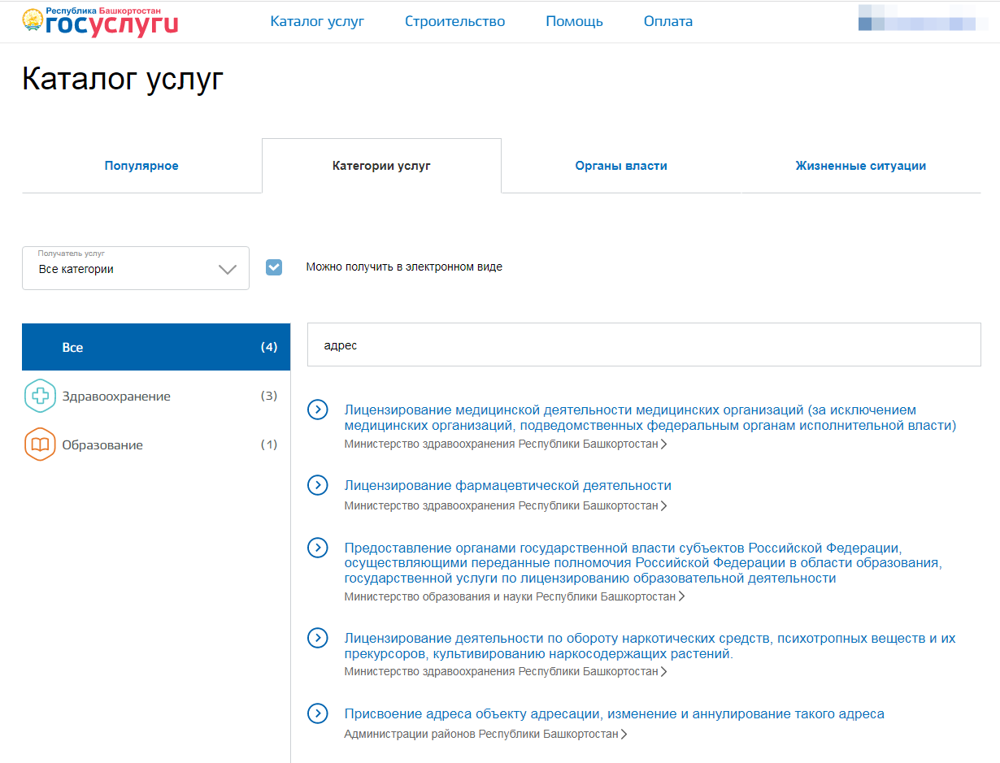 Республика Башкортостан
госуслуги
Каталог услуг
Строительство
Помощь
Оплата
Каталог услуг
Популярное
Категории услуг
Органы власти
Жизненные ситуации
Получатель услуг
Все категории
Можно получить в электронном виде
Все (4)
Здравоохранение (3)
Образование (1)
адрес
Лицензирование медицинской деятельности медицинских организаций (за исключением
медицинских организаций, подведомственных федеральным органам исполнительной власти)
Министерство здравоохранения Республики Башкортостан
Лицензирование фармацевтической деятельности
Министерство здравоохранения Республики Башкортостан
Предоставление органами государственной власти субъектов Российской Федерации,
осуществляющими переданные полномочия Российской Федерации в области образования,
государственной услуги по лицензированию образовательной деятельности
Министерство образования и науки Республики Башкортостан
Лицензирование деятельности по обороту наркотических средств, психотропных веществ и их
прекурсоров, культивированию наркосодержащих растений.
Министерство здравоохранения Республики Башкортостан
Присвоение адреса объекту адресации, изменение и аннулирование такого адреса
Администрации районов Республики Башкортостан